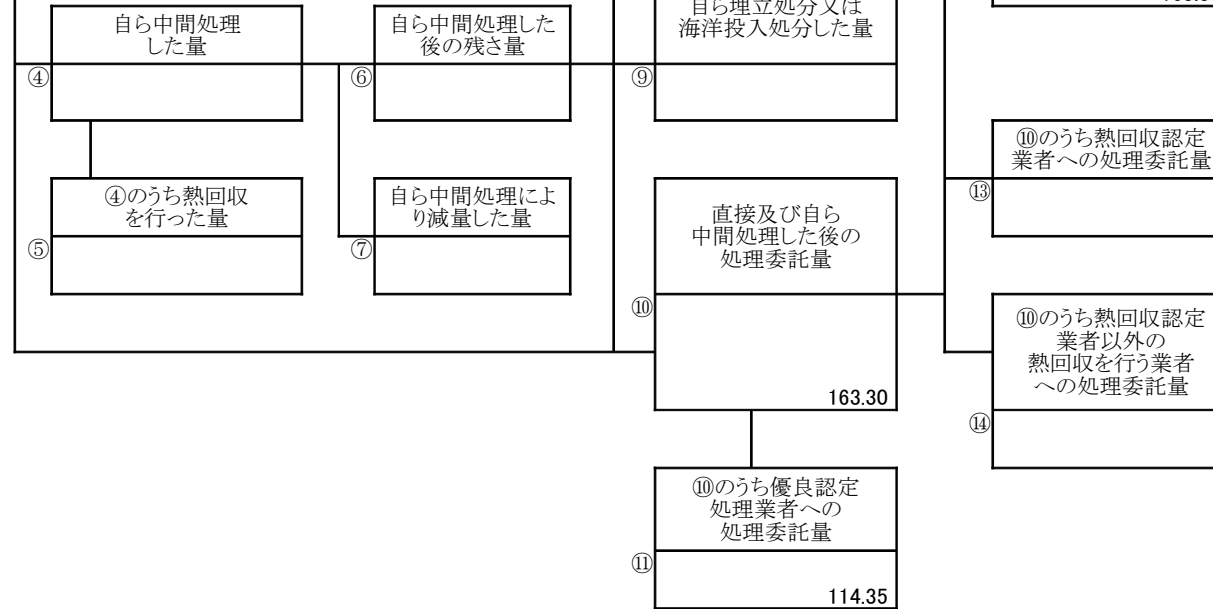 自ら中間処理
した量
④
自ら中間処理した
後の残さ量
⑥
自ら埋立処分又は
海洋投入処分した量
⑨
④のうち熱回収
を行った量
⑤
自ら中間処理によ
り減量した量
⑦
直接及び自ら
中間処理した後の
処理委託量
⑩
163.30
⑩のうち熱回収認定
業者への処理委託量
⑬
⑩のうち熱回収認定
業者以外の
熱回収を行う業者
への処理委託量
⑭
⑩のうち優良認定
処理業者への
処理委託量
⑪
114.35